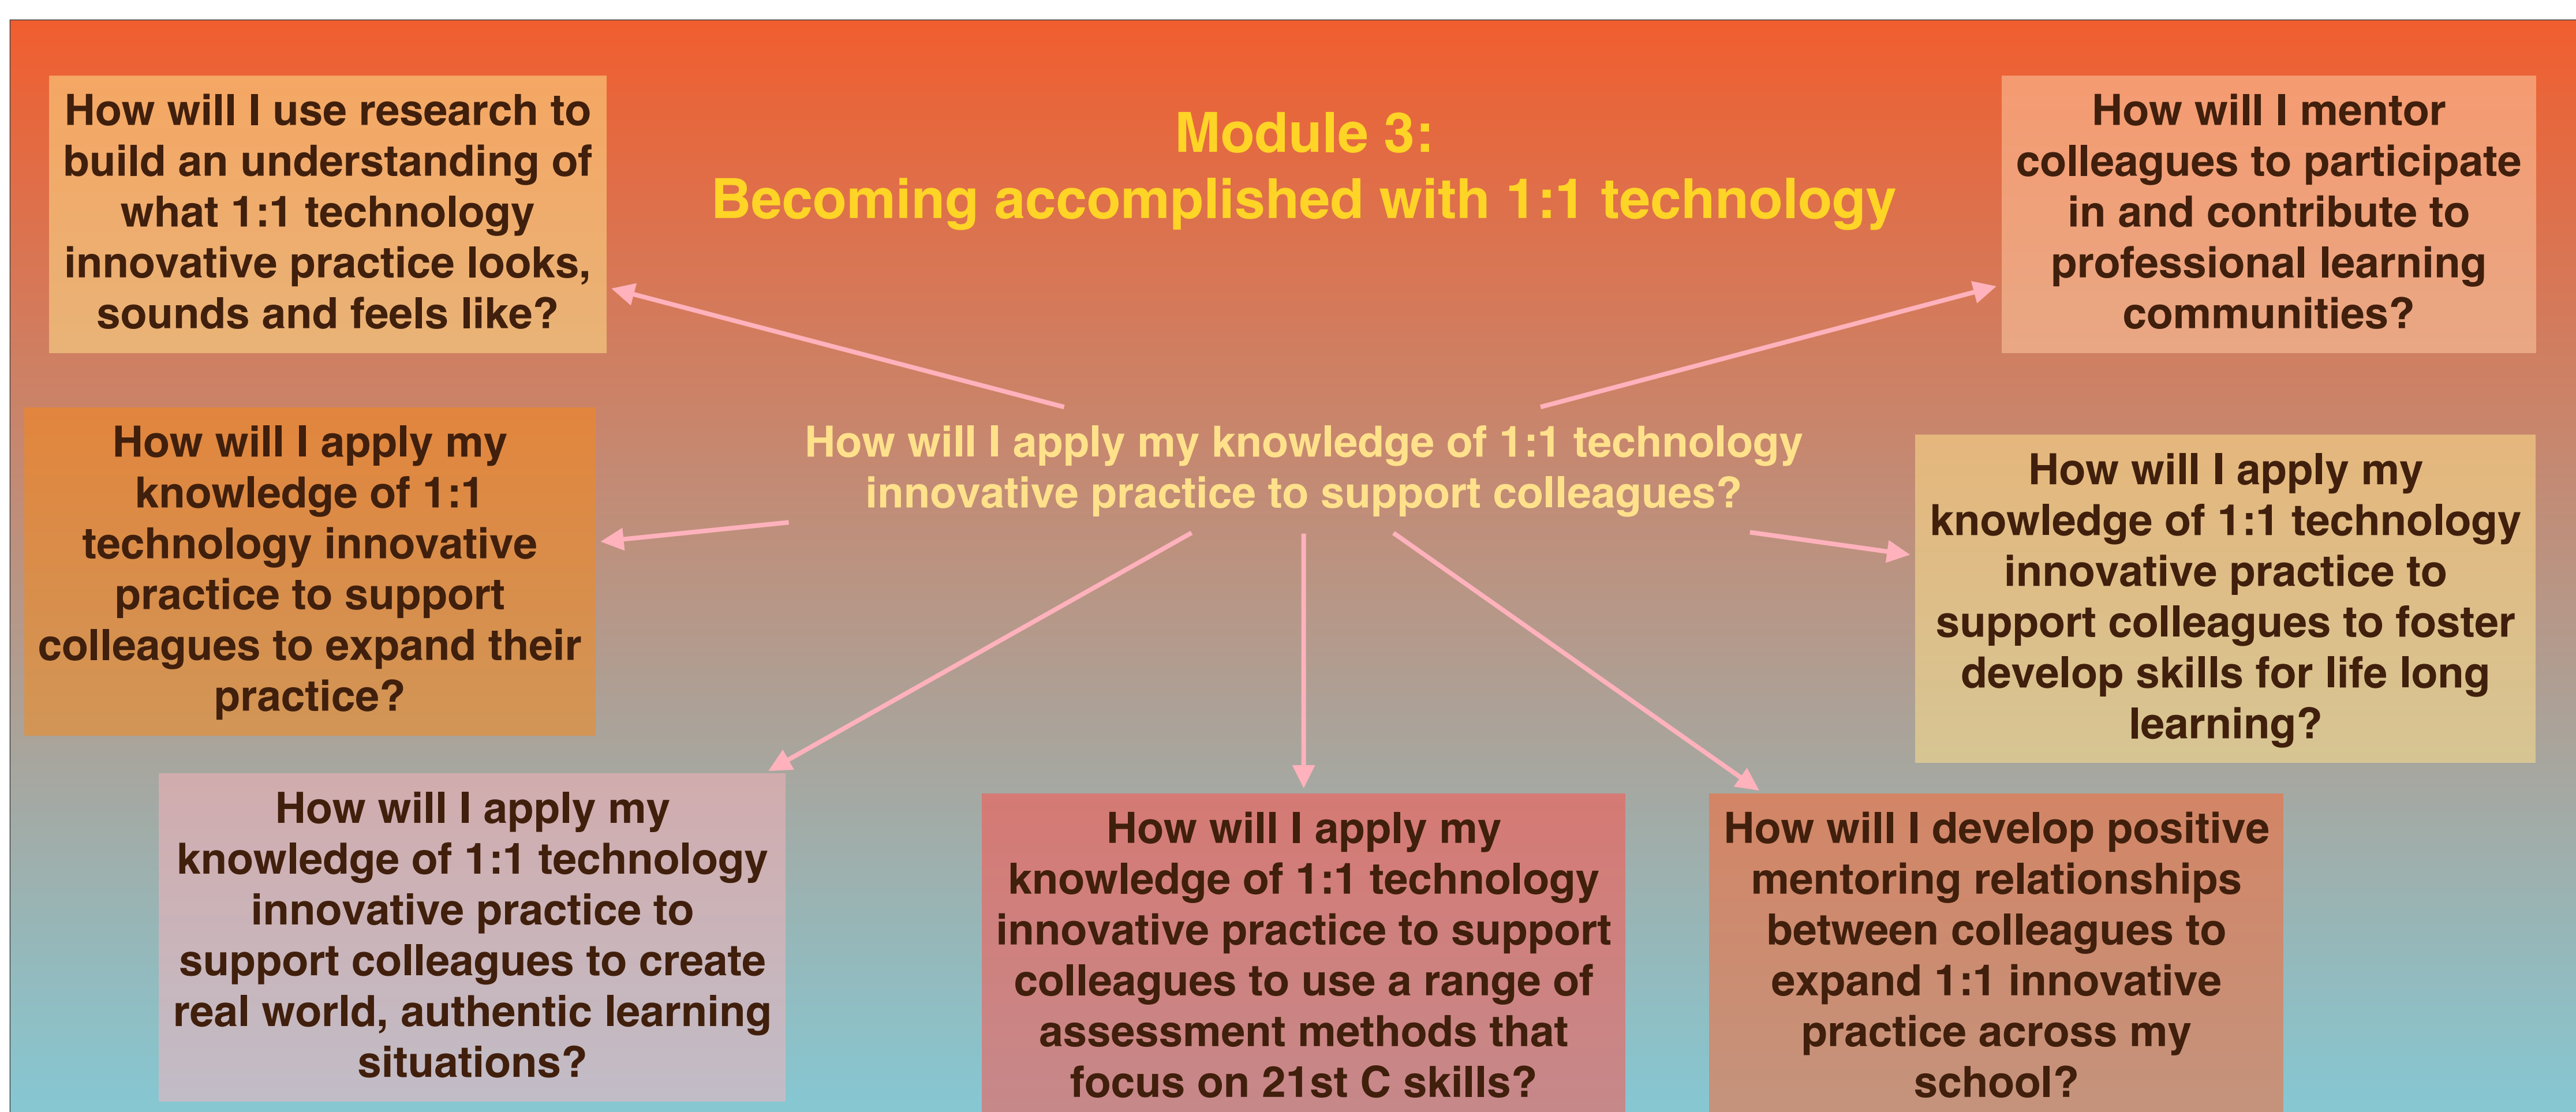 Module 3:
Becoming accomplished with 1:1 technology
How will I use research to
build an understanding of
what 1:1 technology
innovative practice looks,
sounds and feels like?
How will I mentor
colleagues to participate
in and contribute to
professional learning
communities?
How will I apply my knowledge of 1:1 technology
innovative practice to support colleagues?
How will I apply my
knowledge of 1:1
technology innovative
practice to support
colleagues to expand their
practice?
How will I apply my
knowledge of 1:1 technology
innovative practice to
support colleagues to foster
develop skills for life long
learning?
How will I apply my
knowledge of 1:1 technology
innovative practice to
support colleagues to create
real world, authentic learning
situations?
How will I apply my
knowledge of 1:1 technology
innovative practice to support
colleagues to use a range of
assessment methods that
focus on 21st C skills?
How will I develop positive
mentoring relationships
between colleagues to
expand 1:1 innovative
practice across my
school?